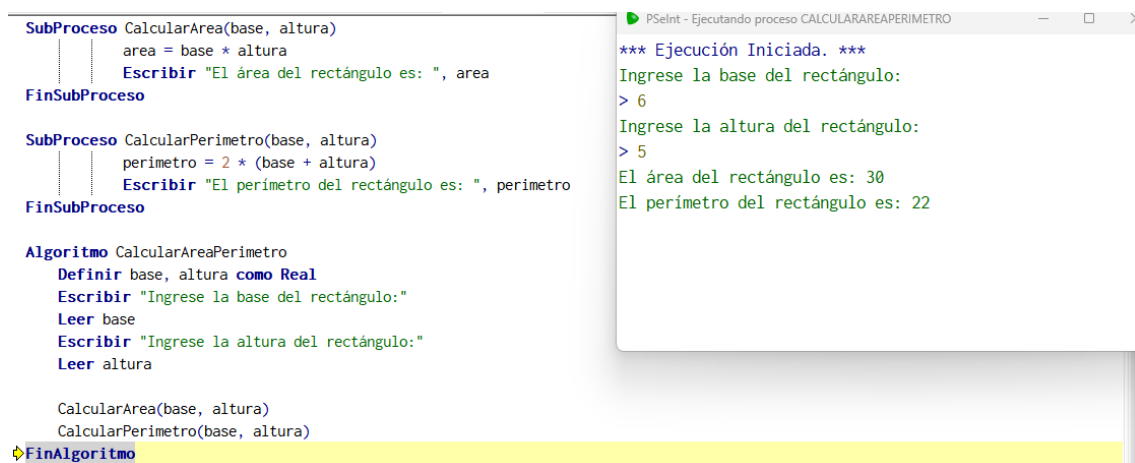 SubProceso CalcularArea(base, altura)
area = base * altura
Escribir "El área del rectángulo es: ", area
FinSubProceso
SubProceso CalcularPerimetro(base, altura)
perimetro = 2 * (base + altura)
Escribir "El perímetro del rectángulo es: ", perimetro
FinSubProceso
Algoritmo CalcularAreaPerimetro
Definir base, altura como Real
Escribir "Ingrese la base del rectángulo:"
Leer base
Escribir "Ingrese la altura del rectángulo:"
Leer altura
CalcularArea(base, altura)
CalcularPerimetro(base, altura)
FinAlgoritmo
PSeInt - Ejecutando proceso CALCULARAREAPERIMETRO
*** Ejecución Iniciada. ***
Ingrese la base del rectángulo:
> 6
Ingrese la altura del rectángulo:
> 5
El área del rectángulo es: 30
El perímetro del rectángulo es: 22